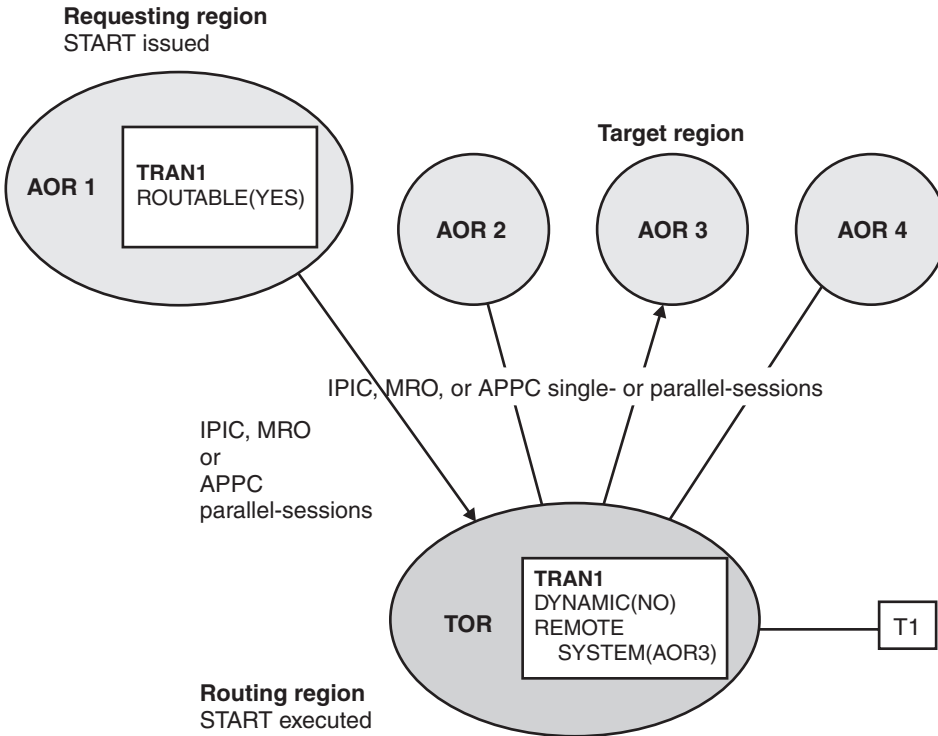 Requesting region
START issued
AOR 1
TRAN1
ROUTABLE(YES)
Target region
AOR 2
AOR 3
AOR 4
IPIC, MRO, or APPC single- or parallel-sessions
IPIC, MRO
or
APPC
parallel-sessions
TOR
TRAN1
DYNAMIC(NO)
REMOTE
SYSTEM(AOR3)
T1
Routing region
START executed